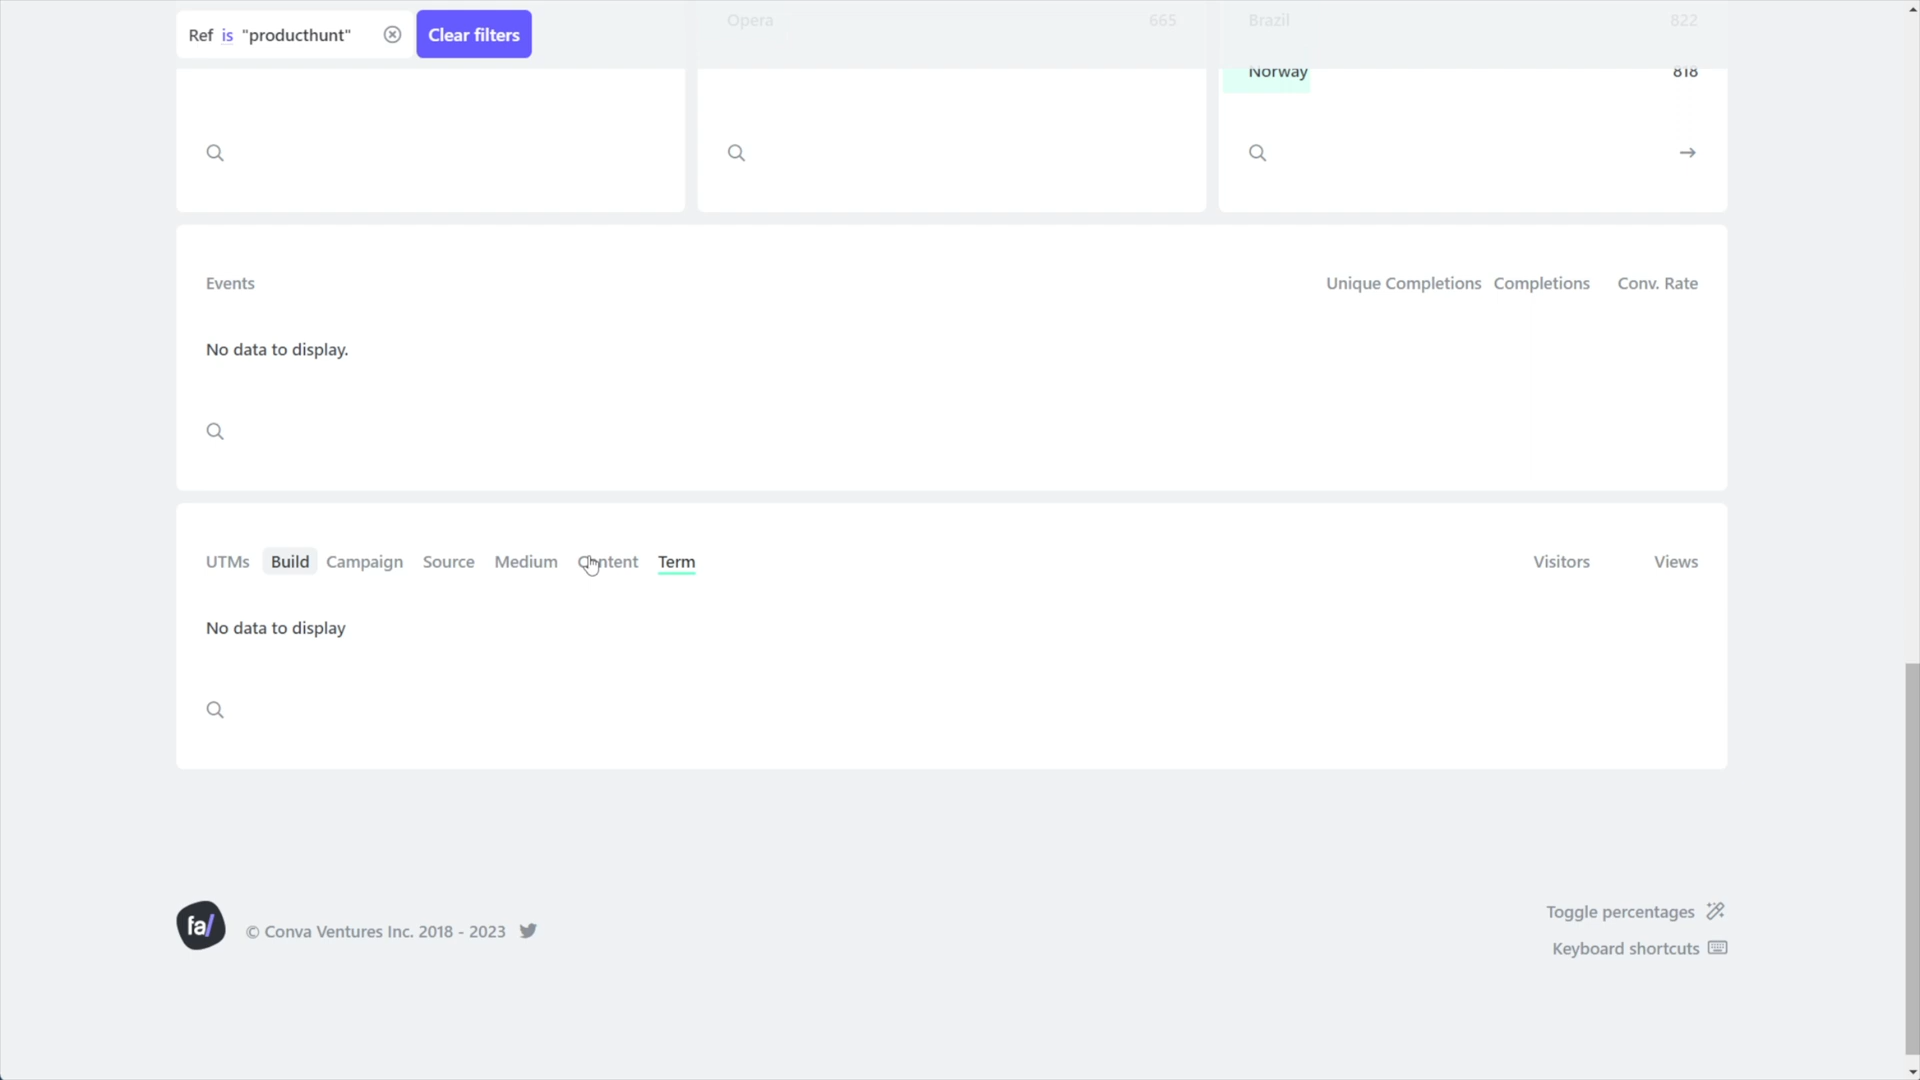 Ref is "producthunt"
Clear filters
Opera 665
Brazil 822
Norway 818
Events Unique Completions Completions Conv. Rate
No data to display.
UTMs Build Campaign Source Medium Content Term Visitors Views
No data to display
fa/
© Conva Ventures Inc. 2018 - 2023
Toggle percentages
Keyboard shortcuts